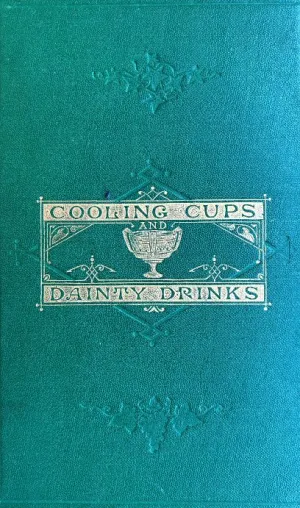 COOLING CUPS
AND
DAINTY DRINKS